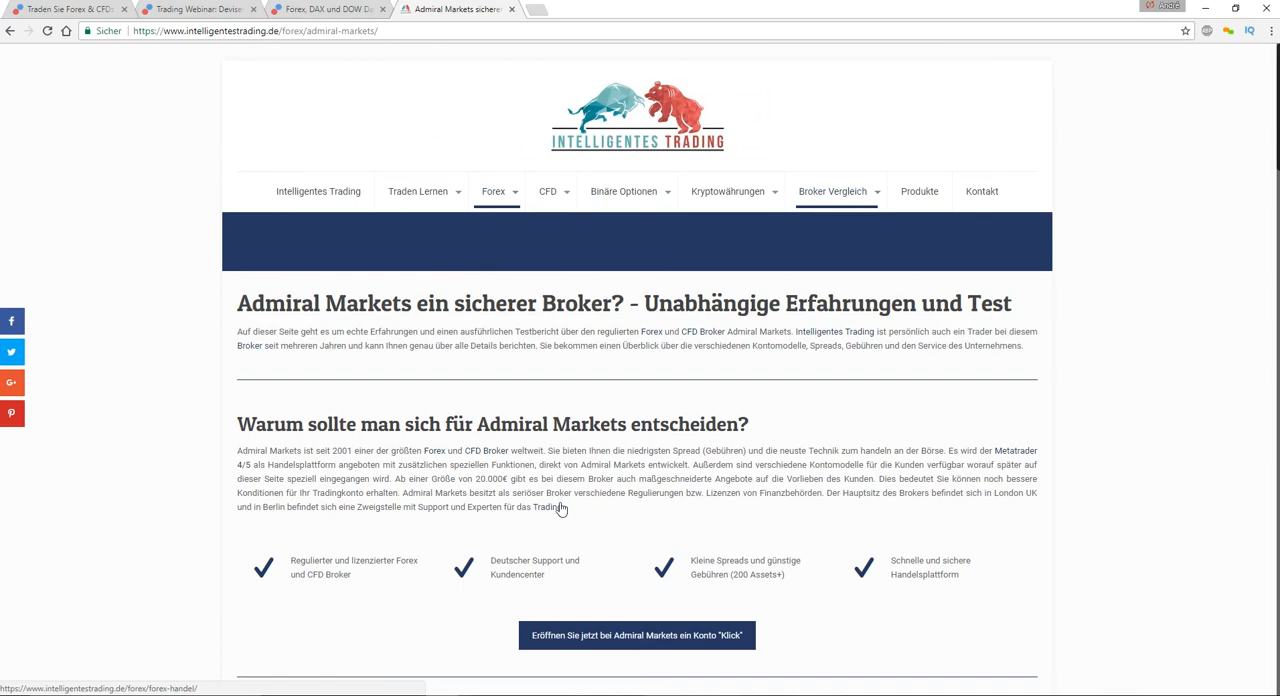 Traden Sie Forex & CFDs
Trading Webinar: Devise
Forex, DAX und DOW Da
Admiral Markets sichere
André
Sicher
https://www.intelligentestrading.de/forex/admiral-markets/
INTELLIGENTES TRADING
Intelligentes Trading
Traden Lernen
Forex
CFD
Binäre Optionen
Kryptowährungen
Broker Vergleich
Produkte
Kontakt
Admiral Markets ein sicherer Broker? - Unabhängige Erfahrungen und Test
Auf dieser Seite geht es um echte Erfahrungen und einen ausführlichen Testbericht über den regulierten Forex und CFD Broker Admiral Markets. Intelligentes Trading ist persönlich auch ein Trader bei diesem
Broker seit mehreren Jahren und kann Ihnen genau über alle Details berichten. Sie bekommen einen Überblick über die verschiedenen Kontomodelle, Spreads, Gebühren und den Service des Unternehmens.
Warum sollte man sich für Admiral Markets entscheiden?
Admiral Markets ist seit 2001 einer der größten Forex und CFD Broker weltweit. Sie bieten Ihnen die niedrigsten Spread (Gebühren) und die neuste Technik zum handeln an der Börse. Es wird der Metatrader
4/5 als Handelsplattform angeboten mit zusätzlichen speziellen Funktionen, direkt von Admiral Markets entwickelt. Außerdem sind verschiedene Kontomodelle für die Kunden verfügbar worauf später auf
dieser Seite speziell eingegangen wird. Ab einer Größe von 20.000€ gibt es bei diesem Broker auch maßgeschneiderte Angebote auf die Vorlieben des Kunden. Dies bedeutet Sie können noch bessere
Konditionen für Ihr Tradingkonto erhalten. Admiral Markets besitzt als seriöser Broker verschiedene Regulierungen bzw. Lizenzen von Finanzbehörden. Der Hauptsitz des Brokers befindet sich in London UK
und in Berlin befindet sich eine Zweigstelle mit Support und Experten für das Trading.
Regulierter und lizenzierter Forex
und CFD Broker
Deutscher Support und
Kundencenter
Kleine Spreads und günstige
Gebühren (200 Assets+)
Schnelle und sichere
Handelsplattform
Eröffnen Sie jetzt bei Admiral Markets ein Konto "Klick"
https://www.intelligentestrading.de/forex/forex-handel/